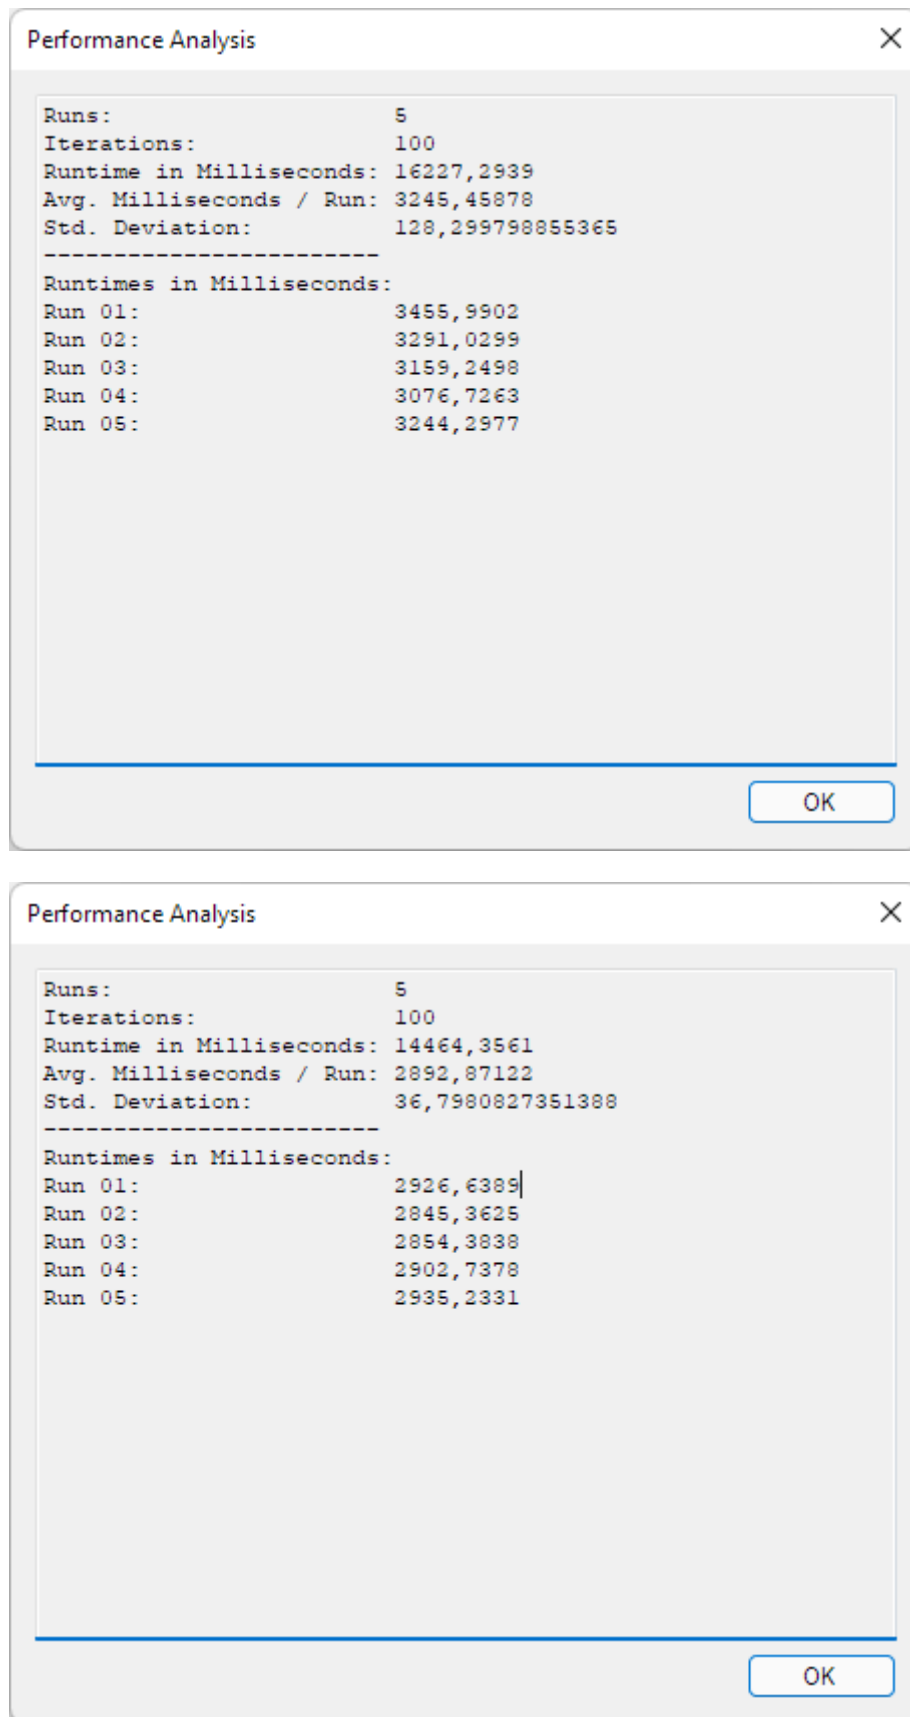 Performance Analysis
Runs: 5
Iterations: 100
Runtime in Milliseconds: 16227,2939
Avg. Milliseconds / Run: 3245,45878
Std. Deviation: 128,299798855365
------------------------
Runtimes in Milliseconds:
Run 01: 3455,9902
Run 02: 3291,0299
Run 03: 3159,2498
Run 04: 3076,7263
Run 05: 3244,2977
OK
Performance Analysis
Runs: 5
Iterations: 100
Runtime in Milliseconds: 14464,3561
Avg. Milliseconds / Run: 2892,87122
Std. Deviation: 36,7980827351388
------------------------
Runtimes in Milliseconds:
Run 01: 2926,6389
Run 02: 2845,3625
Run 03: 2854,3838
Run 04: 2902,7378
Run 05: 2935,2331
OK